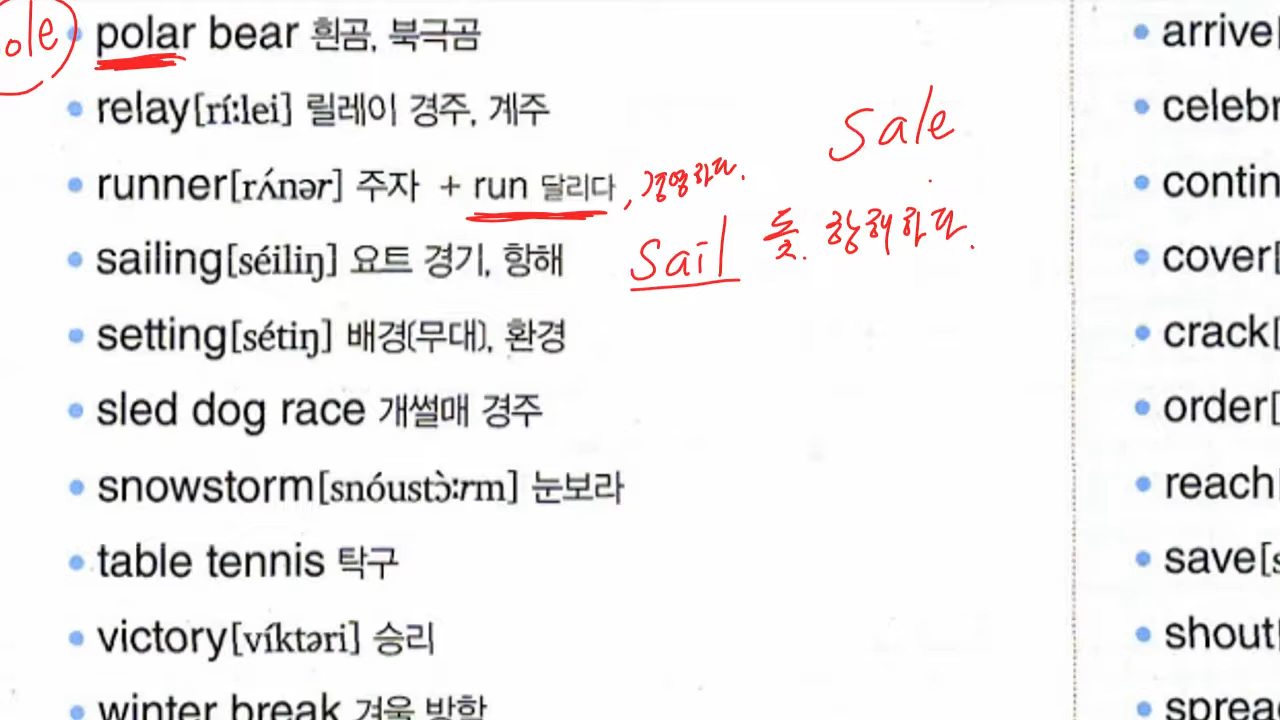 polar bear 흰곰, 북극곰
relay[ríːlei] 릴레이 경주, 계주
Sale
runner[rʌ́nər] 주자 + run 달리다, 경영하다.
sailing[séiliŋ] 요트 경기, 항해
Sail 돛. 항해하다.
setting[sétiŋ] 배경(무대), 환경
sled dog race 개썰매 경주
snowstorm[snóustɔ̀ːrm] 눈보라
table tennis 탁구
victory[víktəri] 승리
winter break 겨울 방학
arrive[
celebr
contin
cover[
crack[
order[
reach[
save[s
shout[
sprea